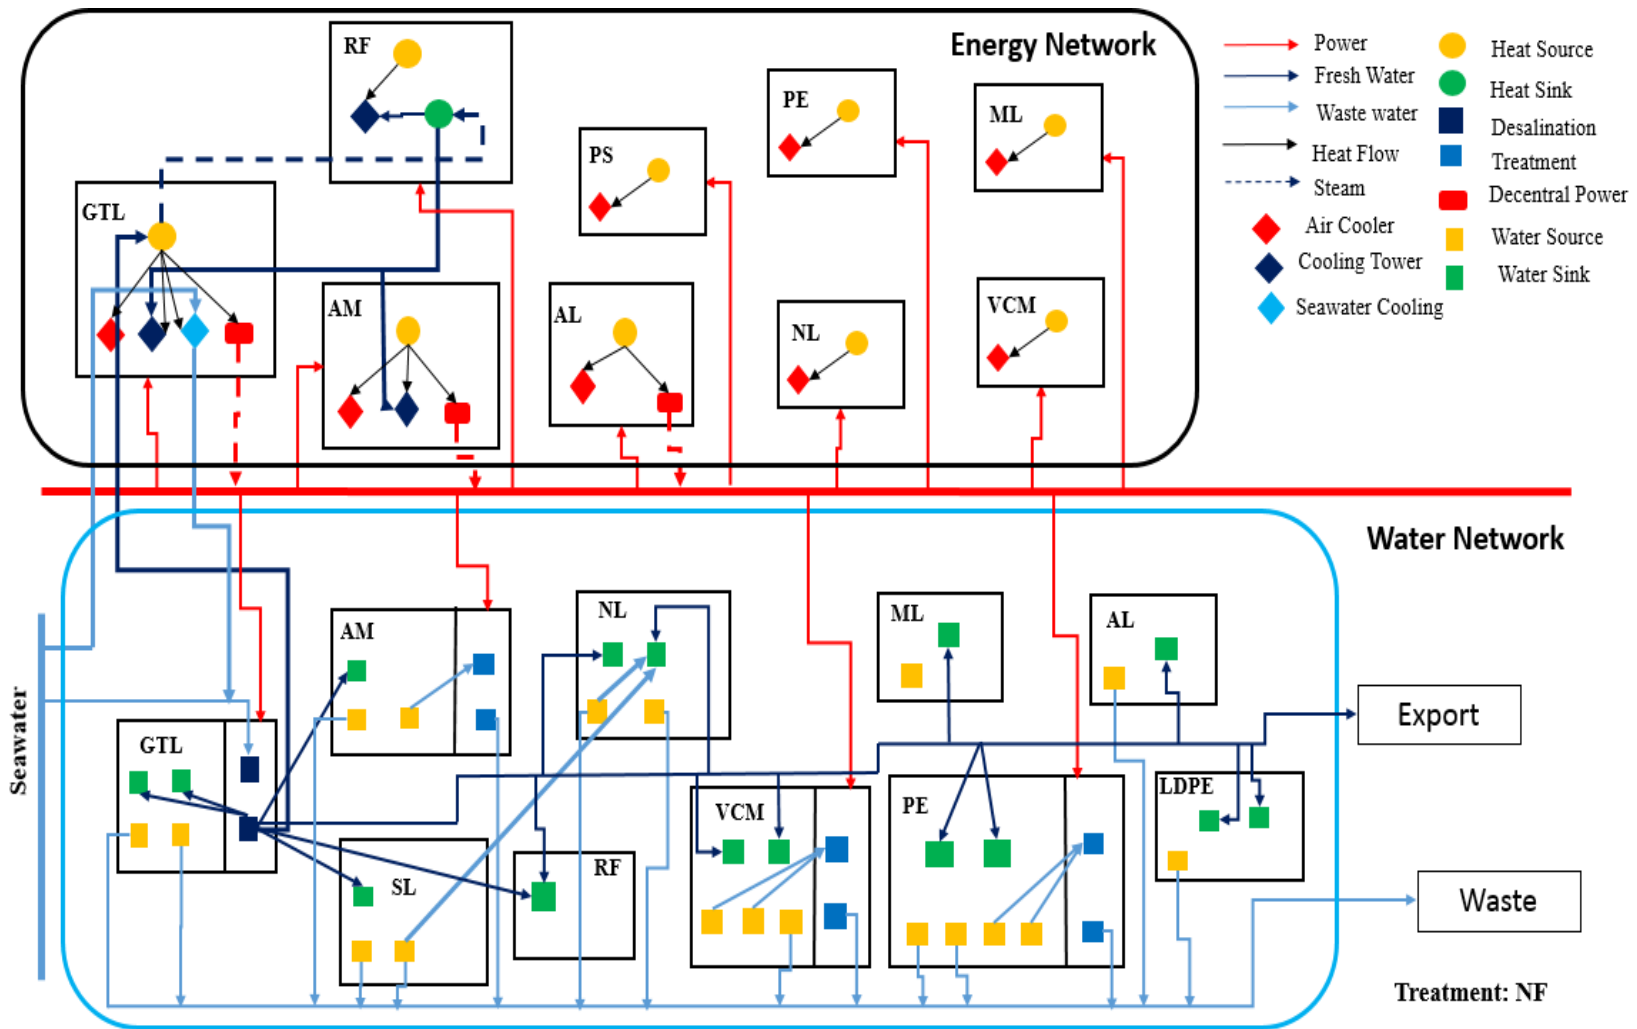 Energy Network
RF
PE
ML
PS
GTL
AM
AL
NL
VCM
Power
Fresh Water
Waste water
Heat Flow
Steam
Air Cooler
Cooling Tower
Seawater Cooling
Heat Source
Heat Sink
Desalination
Treatment
Decentral Power
Water Source
Water Sink
Water Network
Seawater
AM
NL
ML
AL
GTL
SL
RF
VCM
PE
LDPE
Export
Waste
Treatment: NF